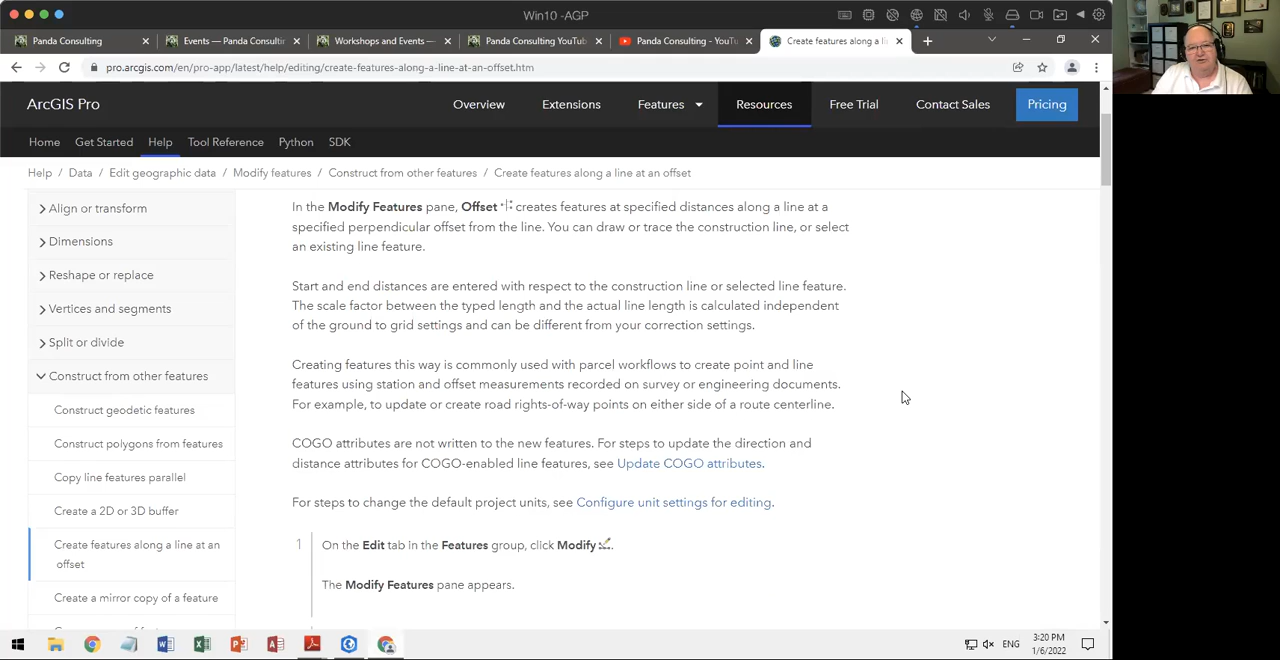 Win10 -AGP
Panda Consulting
Events — Panda Consulti
Workshops and Events —
Panda Consulting YouTub
Panda Consulting - YouTu
Create features along a li
pro.arcgis.com/en/pro-app/latest/help/editing/create-features-along-a-line-at-an-offset.htm
ArcGIS Pro
Overview
Extensions
Features
Resources
Free Trial
Contact Sales
Pricing
Home
Get Started
Help
Tool Reference
Python
SDK
Help / Data / Edit geographic data / Modify features / Construct from other features / Create features along a line at an offset
Align or transform
Dimensions
Reshape or replace
Vertices and segments
Split or divide
Construct from other features
Construct geodetic features
Construct polygons from features
Copy line features parallel
Create a 2D or 3D buffer
Create features along a line at an
offset
Create a mirror copy of a feature
In the Modify Features pane, Offset creates features at specified distances along a line at a
specified perpendicular offset from the line. You can draw or trace the construction line, or select
an existing line feature.
Start and end distances are entered with respect to the construction line or selected line feature.
The scale factor between the typed length and the actual line length is calculated independent
of the ground to grid settings and can be different from your correction settings.
Creating features this way is commonly used with parcel workflows to create point and line
features using station and offset measurements recorded on survey or engineering documents.
For example, to update or create road rights-of-way points on either side of a route centerline.
COGO attributes are not written to the new features. For steps to update the direction and
distance attributes for COGO-enabled line features, see Update COGO attributes.
For steps to change the default project units, see Configure unit settings for editing.
1 On the Edit tab in the Features group, click Modify.
The Modify Features pane appears.
ENG
3:20 PM
1/6/2022